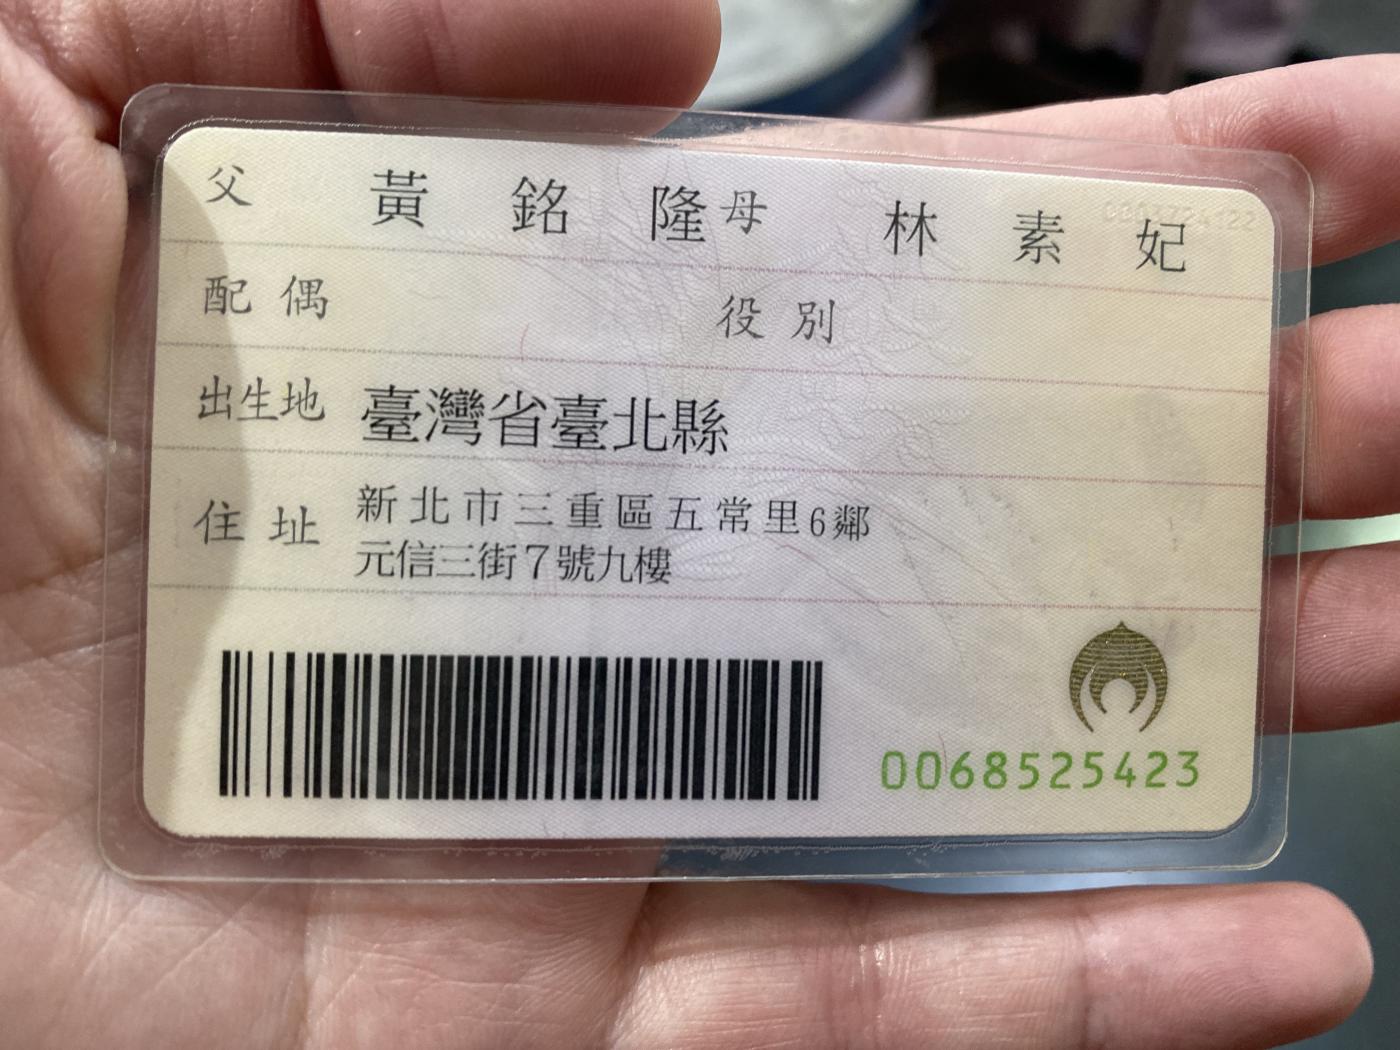 父 黃銘隆 母 林素妃
配偶 役別
出生地 臺灣省臺北縣
住址 新北市三重區五常里6鄰
元信三街7號九樓
0068525423